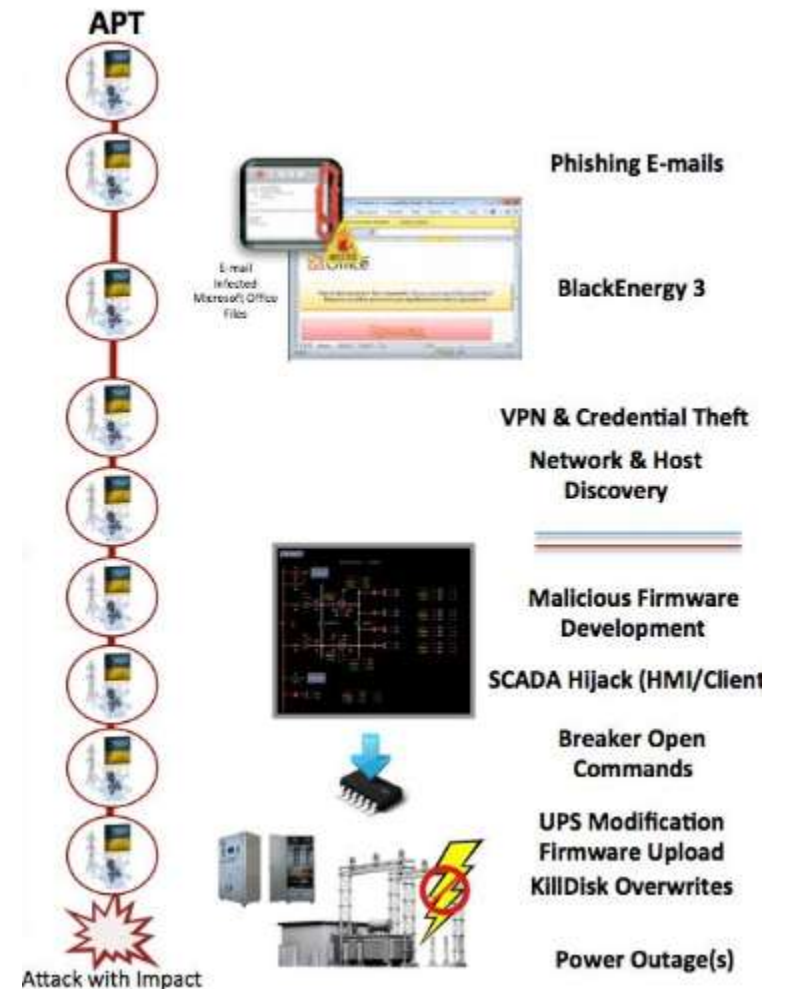 APT
Phishing E-mails
E-mail
Infected
Microsoft Office
Files
Office
BlackEnergy 3
VPN & Credential Theft
Network & Host
Discovery
Malicious Firmware
Development
SCADA Hijack (HMI/Client
Breaker Open
Commands
UPS Modification
Firmware Upload
KillDisk Overwrites
Power Outage(s)
Attack with Impact